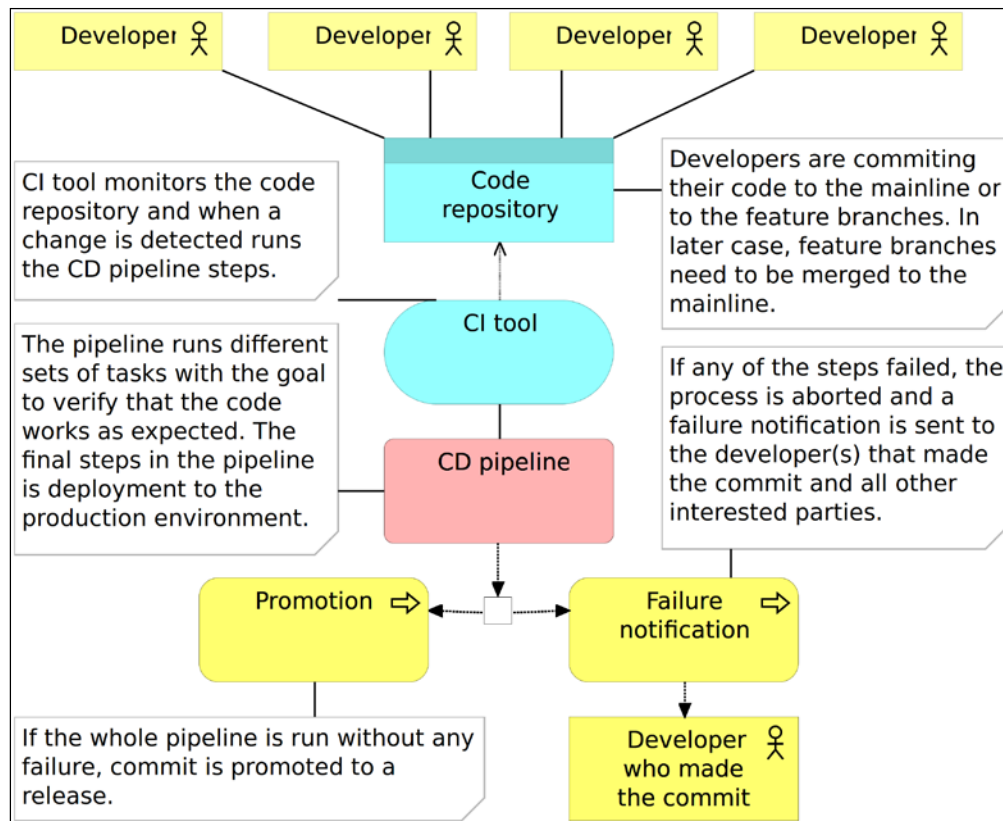 Developer
Developer
Developer
Developer
Code
repository
CI tool monitors the code
repository and when a
change is detected runs
the CD pipeline steps.
Developers are commiting
their code to the mainline or
to the feature branches. In
later case, feature branches
need to be merged to the
mainline.
CI tool
The pipeline runs different
sets of tasks with the goal
to verify that the code
works as expected. The
final steps in the pipeline
is deployment to the
production environment.
CD pipeline
If any of the steps failed, the
process is aborted and a
failure notification is sent to
the developer(s) that made
the commit and all other
interested parties.
Promotion
Failure
notification
If the whole pipeline is run without any
failure, commit is promoted to a
release.
Developer
who made
the commit